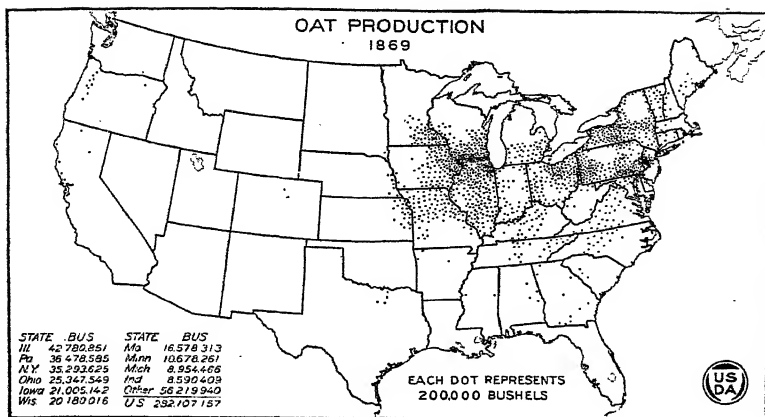 OAT PRODUCTION
1869
STATE BUS STATE BUS
Ill. 42 780,851 Mo 16,578 313
Pa 36 478,585 Minn 10,678,261
N.Y. 35,293,625 Mich 8,954,466
Ohio 25,347,549 Ind 8,590,409
Iowa 21,005,142 Other 56,219,940
Wis. 20 180 016 US 282,107 157
EACH DOT REPRESENTS
200,000 BUSHELS
US
DA